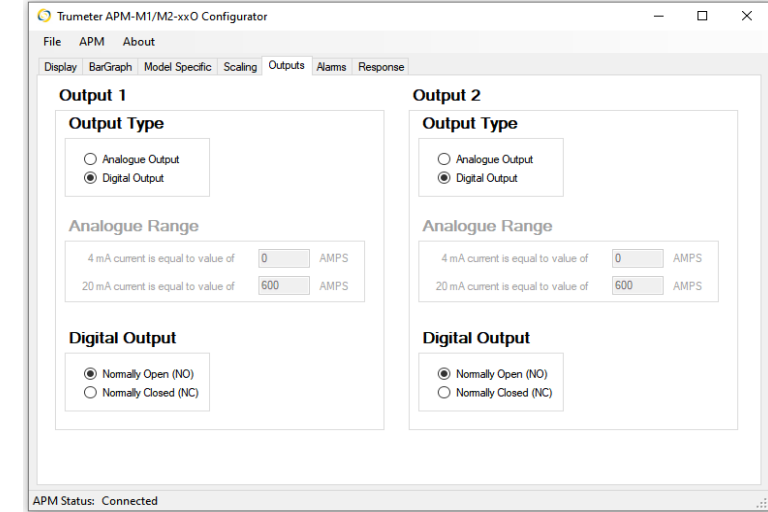 Trumeter APM-M1/M2-xxO Configurator
File APM About
Display BarGraph Model Specific Scaling Outputs Alarms Response
Output 1
Output Type
Analogue Output
Digital Output
Analogue Range
4 mA current is equal to value of 0 AMPS
20 mA current is equal to value of 600 AMPS
Digital Output
Normally Open (NO)
Normally Closed (NC)
Output 2
Output Type
Analogue Output
Digital Output
Analogue Range
4 mA current is equal to value of 0 AMPS
20 mA current is equal to value of 600 AMPS
Digital Output
Normally Open (NO)
Normally Closed (NC)
APM Status: Connected